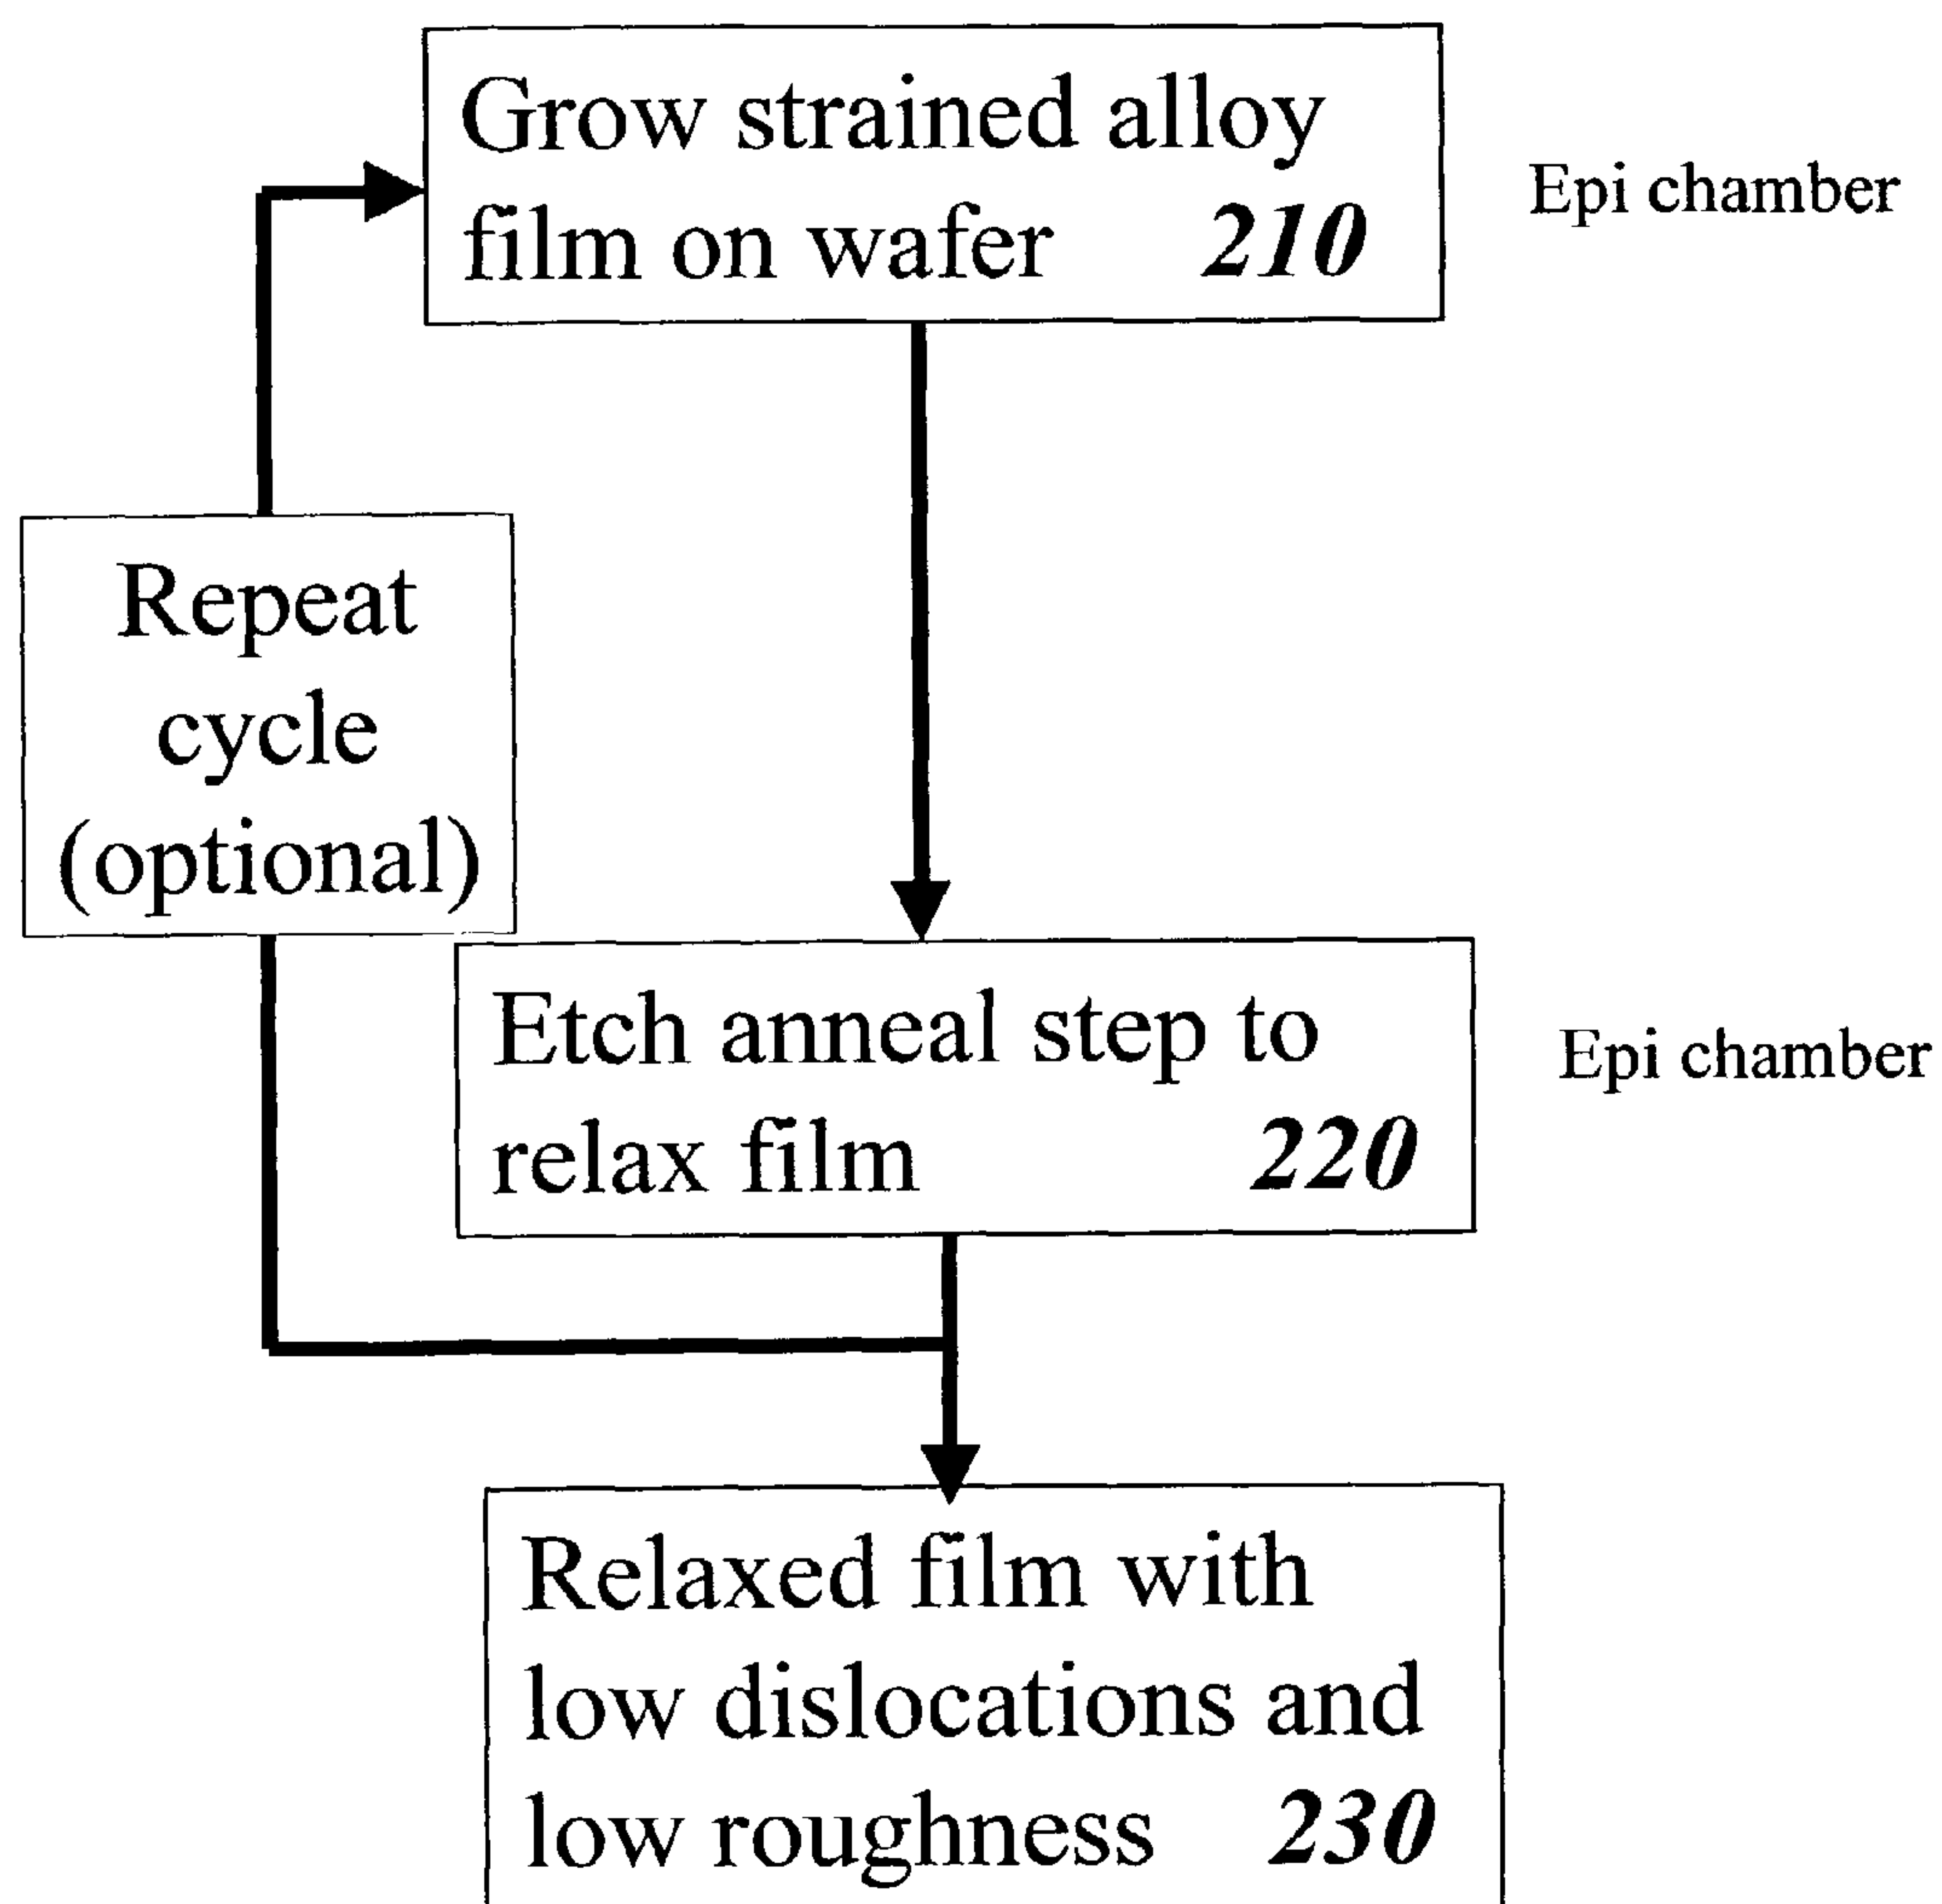 Grow strained alloy
film on wafer 210
Epi chamber
Repeat
cycle
(optional)
Etch anneal step to
relax film 220
Epi chamber
Relaxed film with
low dislocations and
low roughness 230